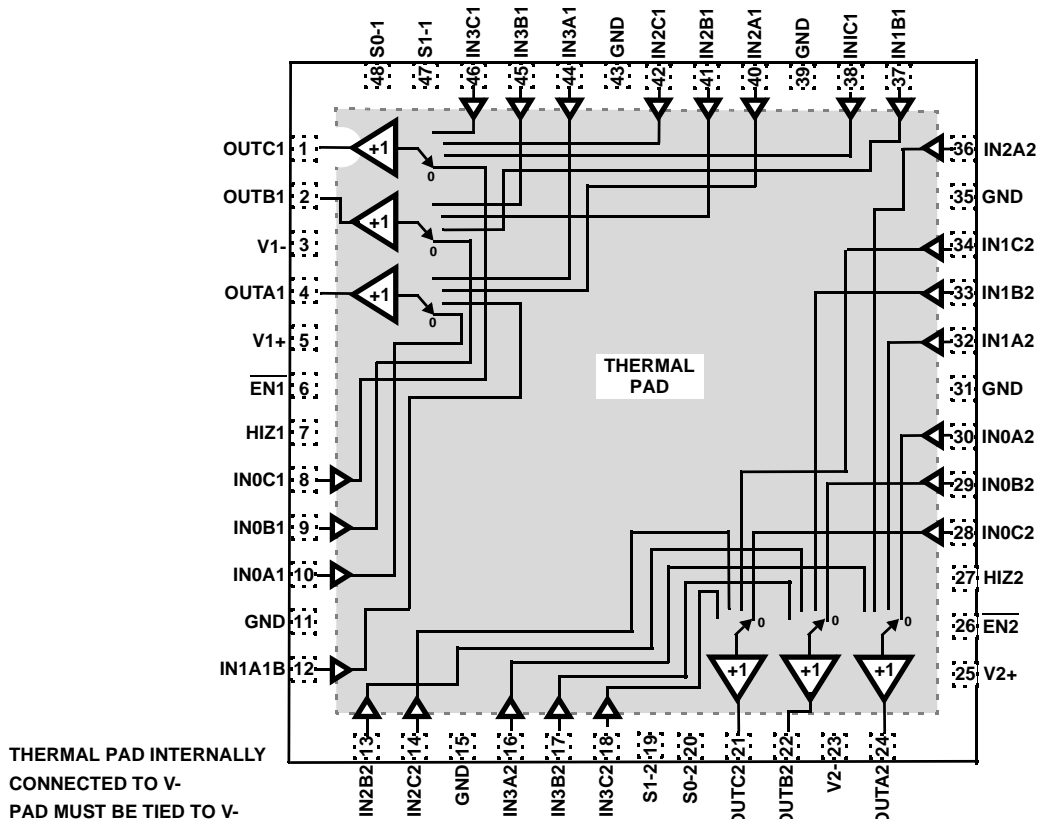 48 S0-1
47 S1-1
46 IN3C1
45 IN3B1
44 IN3A1
43 GND
42 IN2C1
41 IN2B1
40 IN2A1
39 GND
38 INIC1
37 IN1B1
OUTC1 1
OUTB1 2
V1- 3
OUTA1 4
V1+ 5
EN1 6
HIZ1 7
IN0C1 8
IN0B1 9
IN0A1 10
GND 11
IN1A1B 12
+1
0
+1
0
+1
0
THERMAL
PAD
36 IN2A2
35 GND
34 IN1C2
33 IN1B2
32 IN1A2
31 GND
30 IN0A2
29 IN0B2
28 IN0C2
27 HIZ2
26 EN2
25 V2+
0
0
0
+1
+1
+1
IN2B2 13
IN2C2 14
GND 15
IN3A2 16
IN3B2 17
IN3C2 18
S1-2 19
S0-2 20
OUTC2 21
OUTB2 22
V2- 23
OUTA2 24
THERMAL PAD INTERNALLY
CONNECTED TO V-
PAD MUST BE TIED TO V-